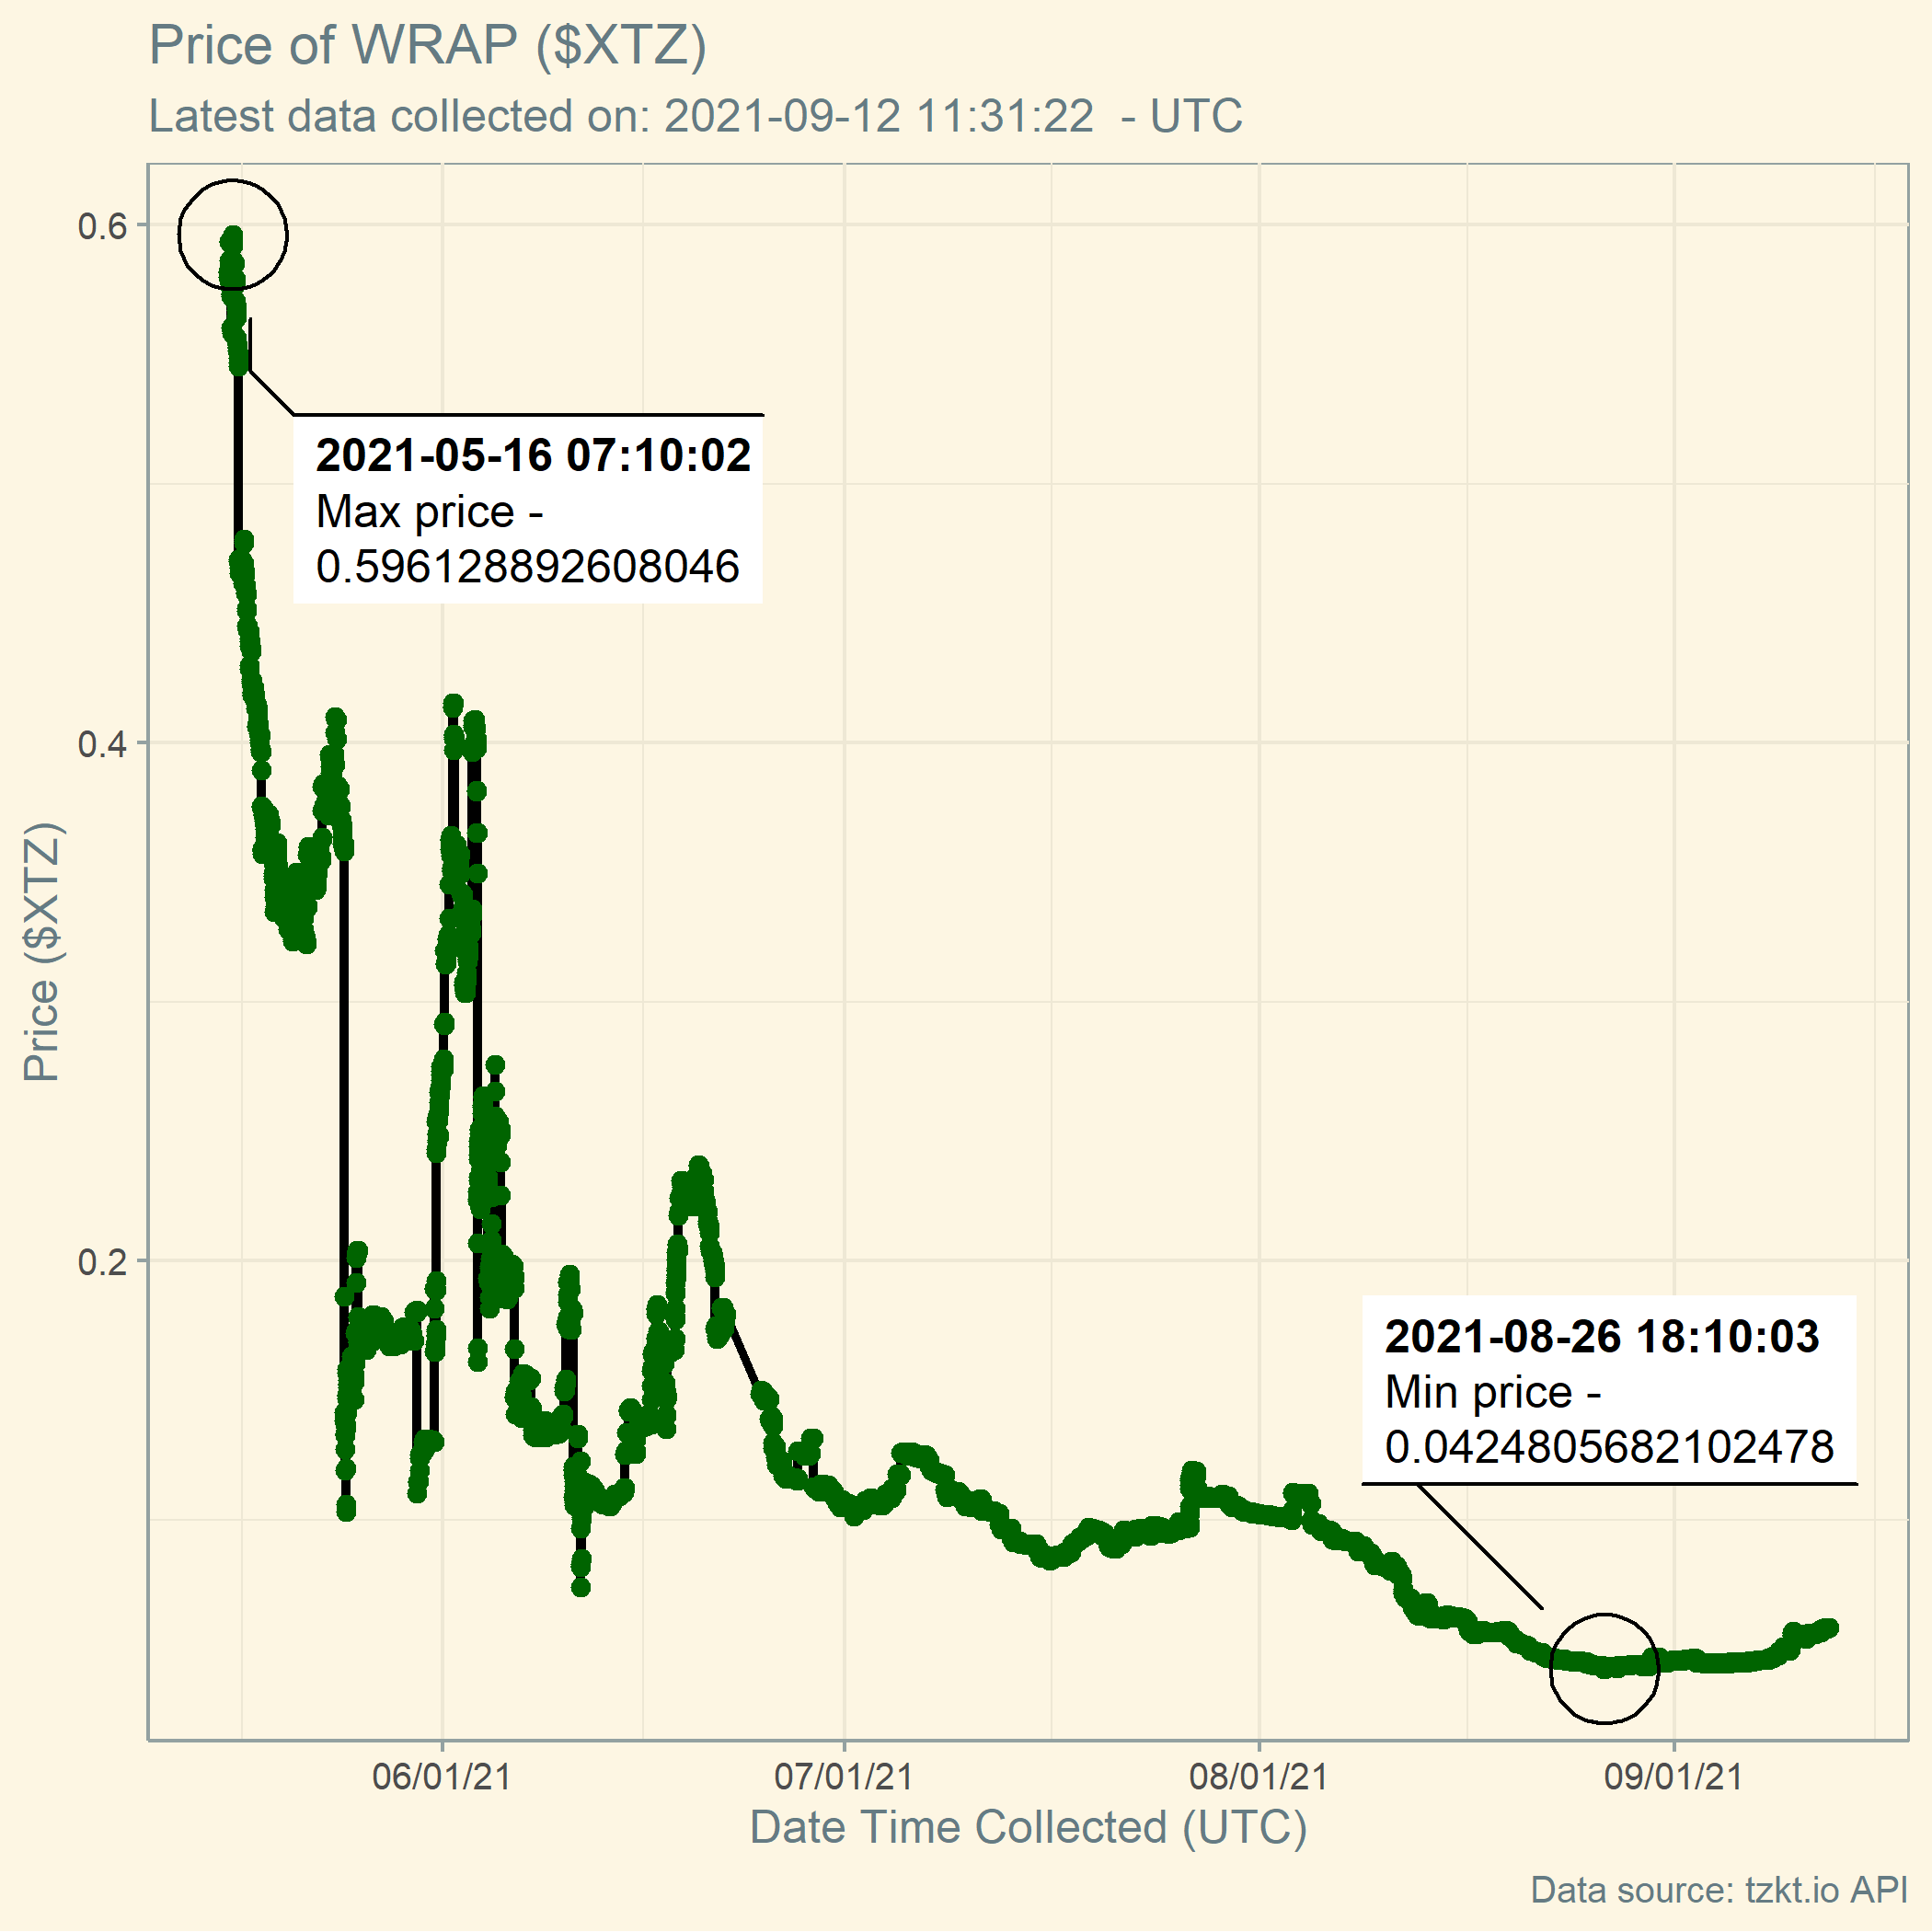 Price of WRAP ($XTZ)
Latest data collected on: 2021-09-12 11:31:22  - UTC
0.6
0.4
0.2
Price ($XTZ)
2021-05-16 07:10:02
Max price -
0.596128892608046
2021-08-26 18:10:03
Min price -
0.0424805682102478
06/01/21
07/01/21
08/01/21
09/01/21
Date Time Collected (UTC)
Data source: tzkt.io API